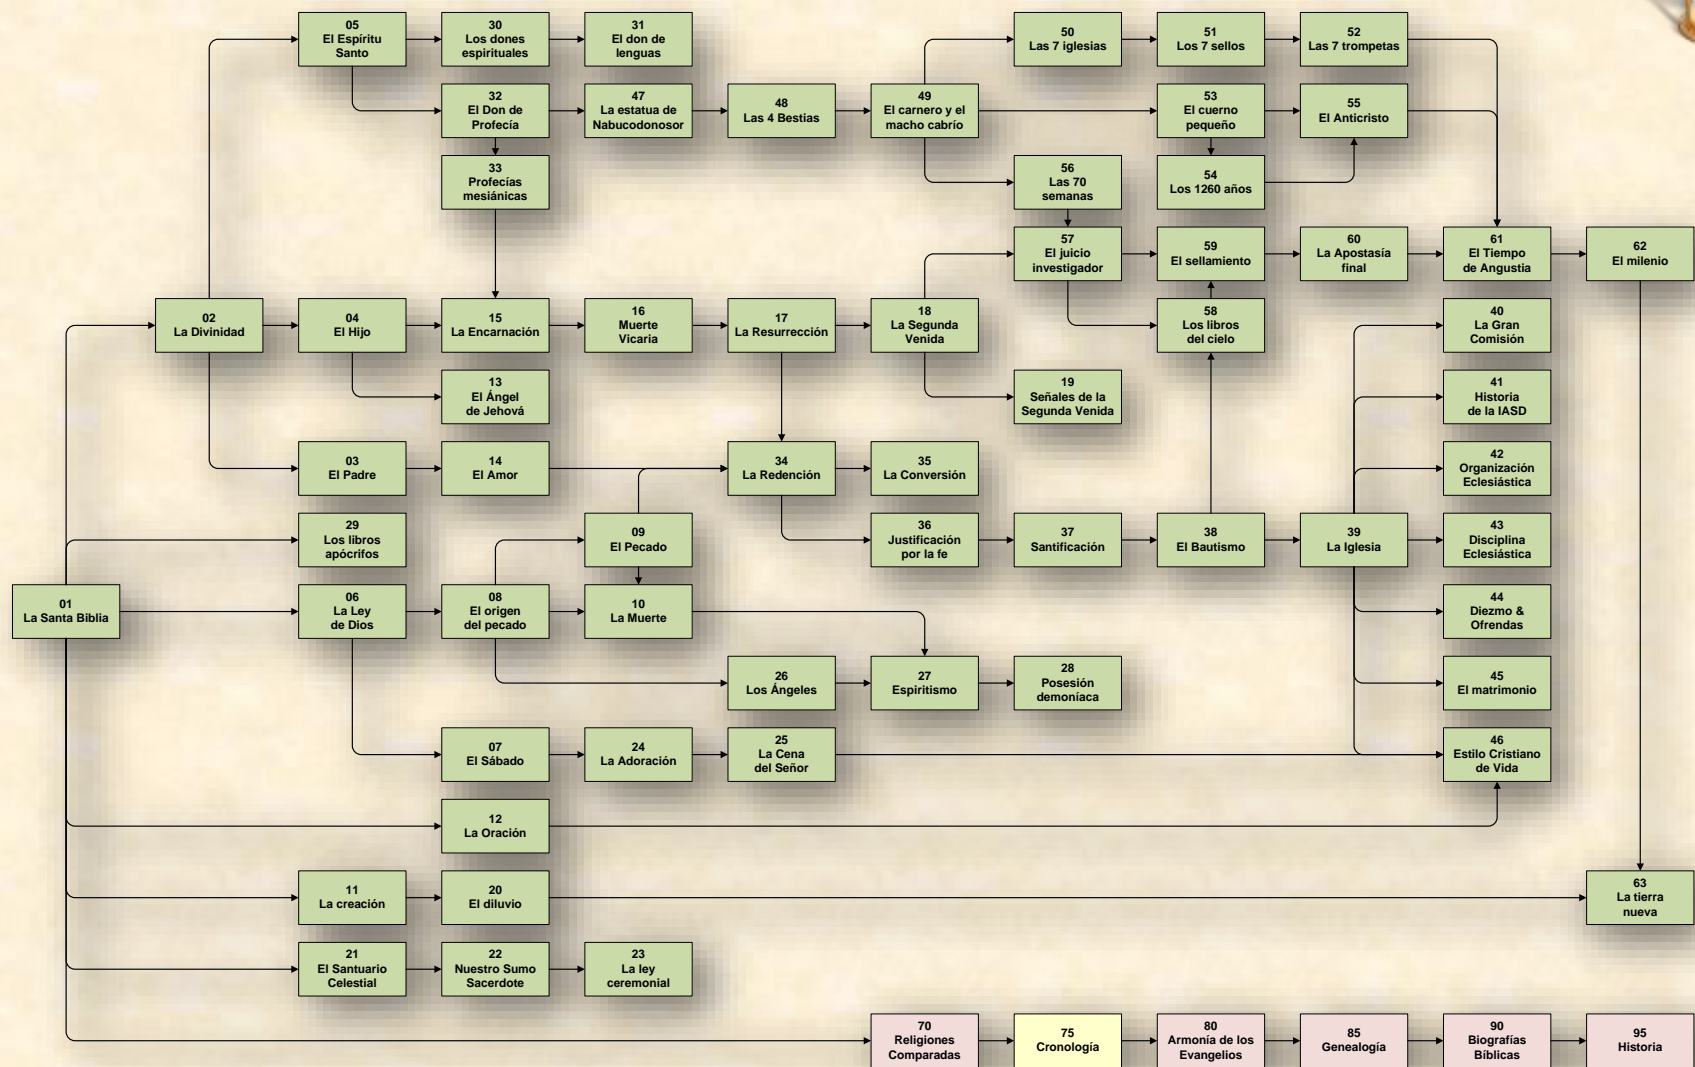 05
El Espíritu
Santo
30
Los dones
espirituales
31
El don de
lenguas
50
Las 7 iglesias
51
Los 7 sellos
52
Las 7 trompetas
32
El Don de
Profecía
47
La estatua de
Nabucodonosor
48
Las 4 Bestias
49
El carnero y el
macho cabrío
53
El cuerno
pequeño
55
El Anticristo
33
Profecías
mesiánicas
56
Las 70
semanas
54
Los 1260 años
57
El juicio
investigador
59
El sellamiento
60
La Apostasía
final
61
El Tiempo
de Angustia
62
El milenio
02
La Divinidad
04
El Hijo
15
La Encarnación
16
Muerte
Vicaria
17
La Resurrección
18
La Segunda
Venida
58
Los libros
del cielo
40
La Gran
Comisión
13
El Ángel
de Jehová
19
Señales de la
Segunda Venida
41
Historia
de la IASD
03
El Padre
14
El Amor
34
La Redención
35
La Conversión
42
Organización
Eclesiástica
29
Los libros
apócrifos
09
El Pecado
36
Justificación
por la fe
37
Santificación
38
El Bautismo
39
La Iglesia
43
Disciplina
Eclesiástica
01
La Santa Biblia
06
La Ley
de Dios
08
El origen
del pecado
10
La Muerte
44
Diezmo &
Ofrendas
26
Los Ángeles
27
Espiritismo
28
Posesión
demoníaca
45
El matrimonio
07
El Sábado
24
La Adoración
25
La Cena
del Señor
46
Estilo Cristiano
de Vida
12
La Oración
11
La creación
20
El diluvio
63
La tierra
nueva
21
El Santuario
Celestial
22
Nuestro Sumo
Sacerdote
23
La ley
ceremonial
70
Religiones
Comparadas
75
Cronología
80
Armonía de los
Evangelios
85
Genealogía
90
Biografías
Bíblicas
95
Historia